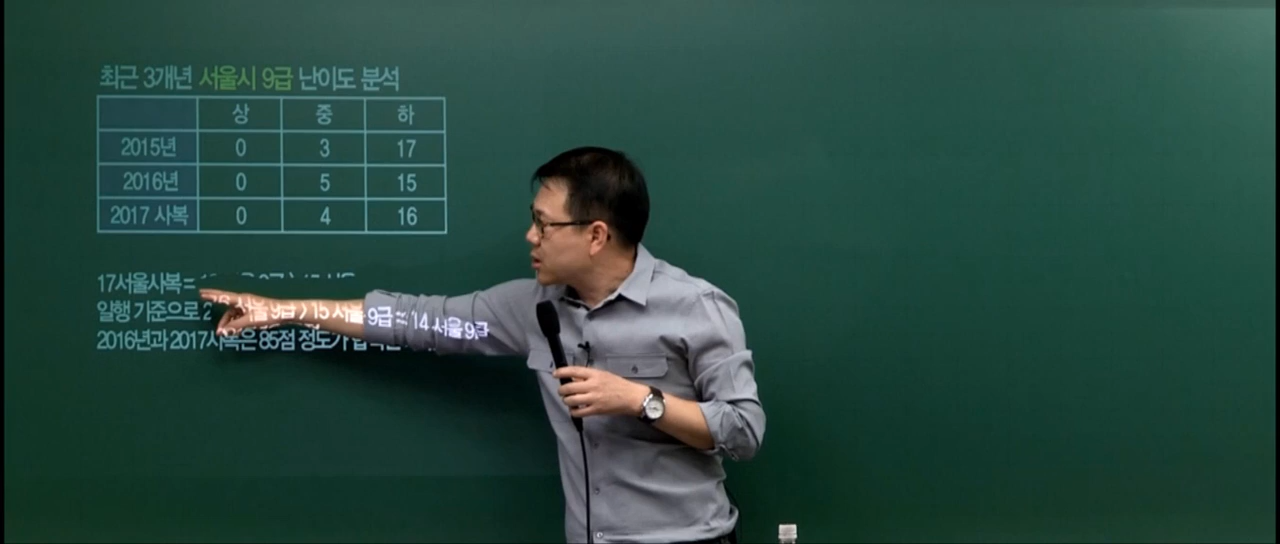 최근 3개년 서울시 9급 난이도 분석
상 중 하
2015년 0 3 17
2016년 0 5 15
2017 사복 0 4 16
17서울사복 =
일행 기준으로 서울 9급 > 15 서울 9급 = 14 서울 9급
2016년과 2017사복은 85점 정도가